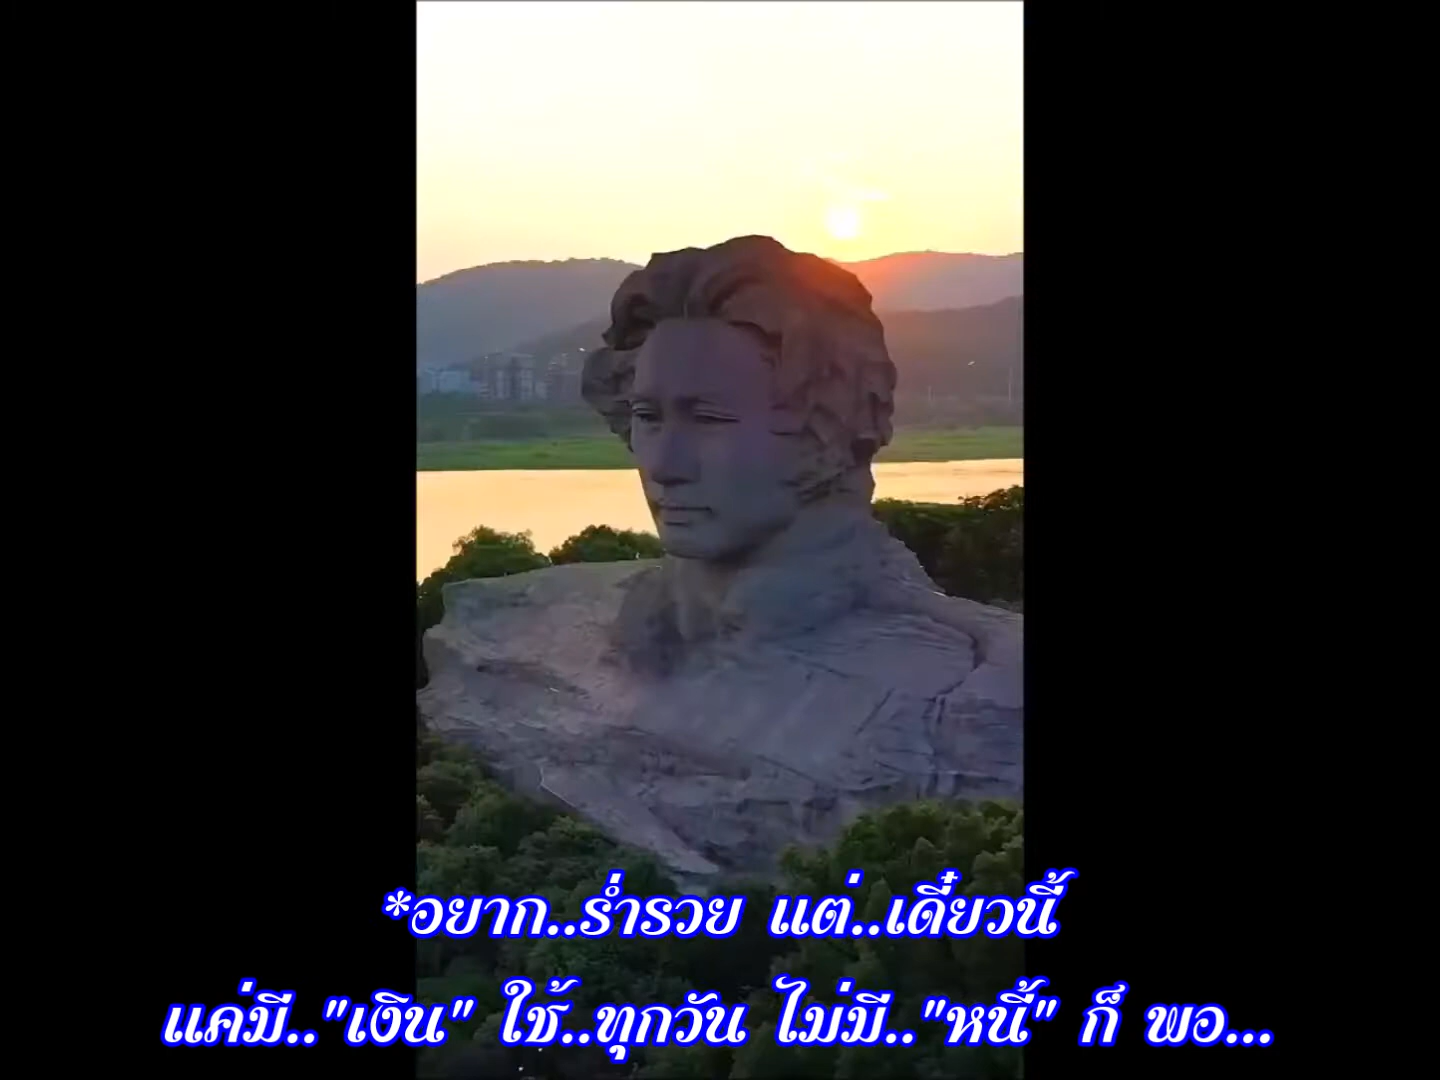 *อยาก..ร่ำรวย แต่..เดี๋ยวนี้
แค่มี.."เงิน" ใช้..ทุกวัน ไม่มี.."หนี้" ก็ พอ...